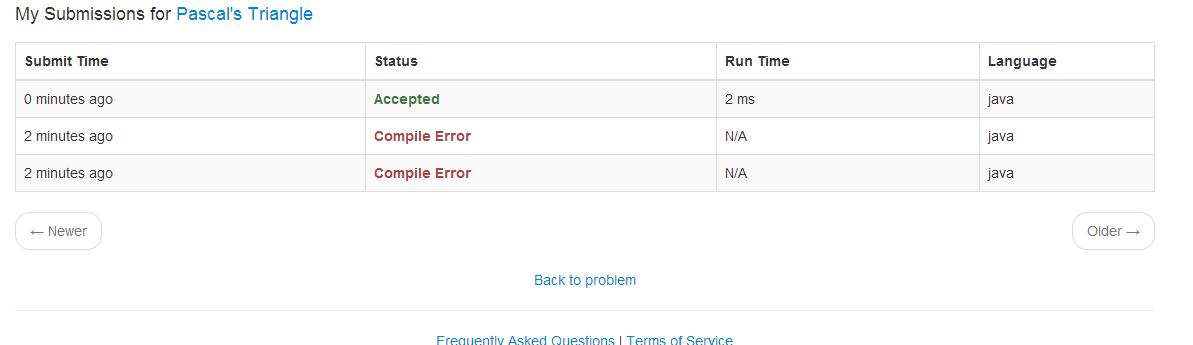 My Submissions for Pascal's Triangle
Submit Time Status Run Time Language
0 minutes ago Accepted 2 ms java
2 minutes ago Compile Error N/A java
2 minutes ago Compile Error N/A java
← Newer Older →
Back to problem
Frequently Asked Questions | Terms of Service